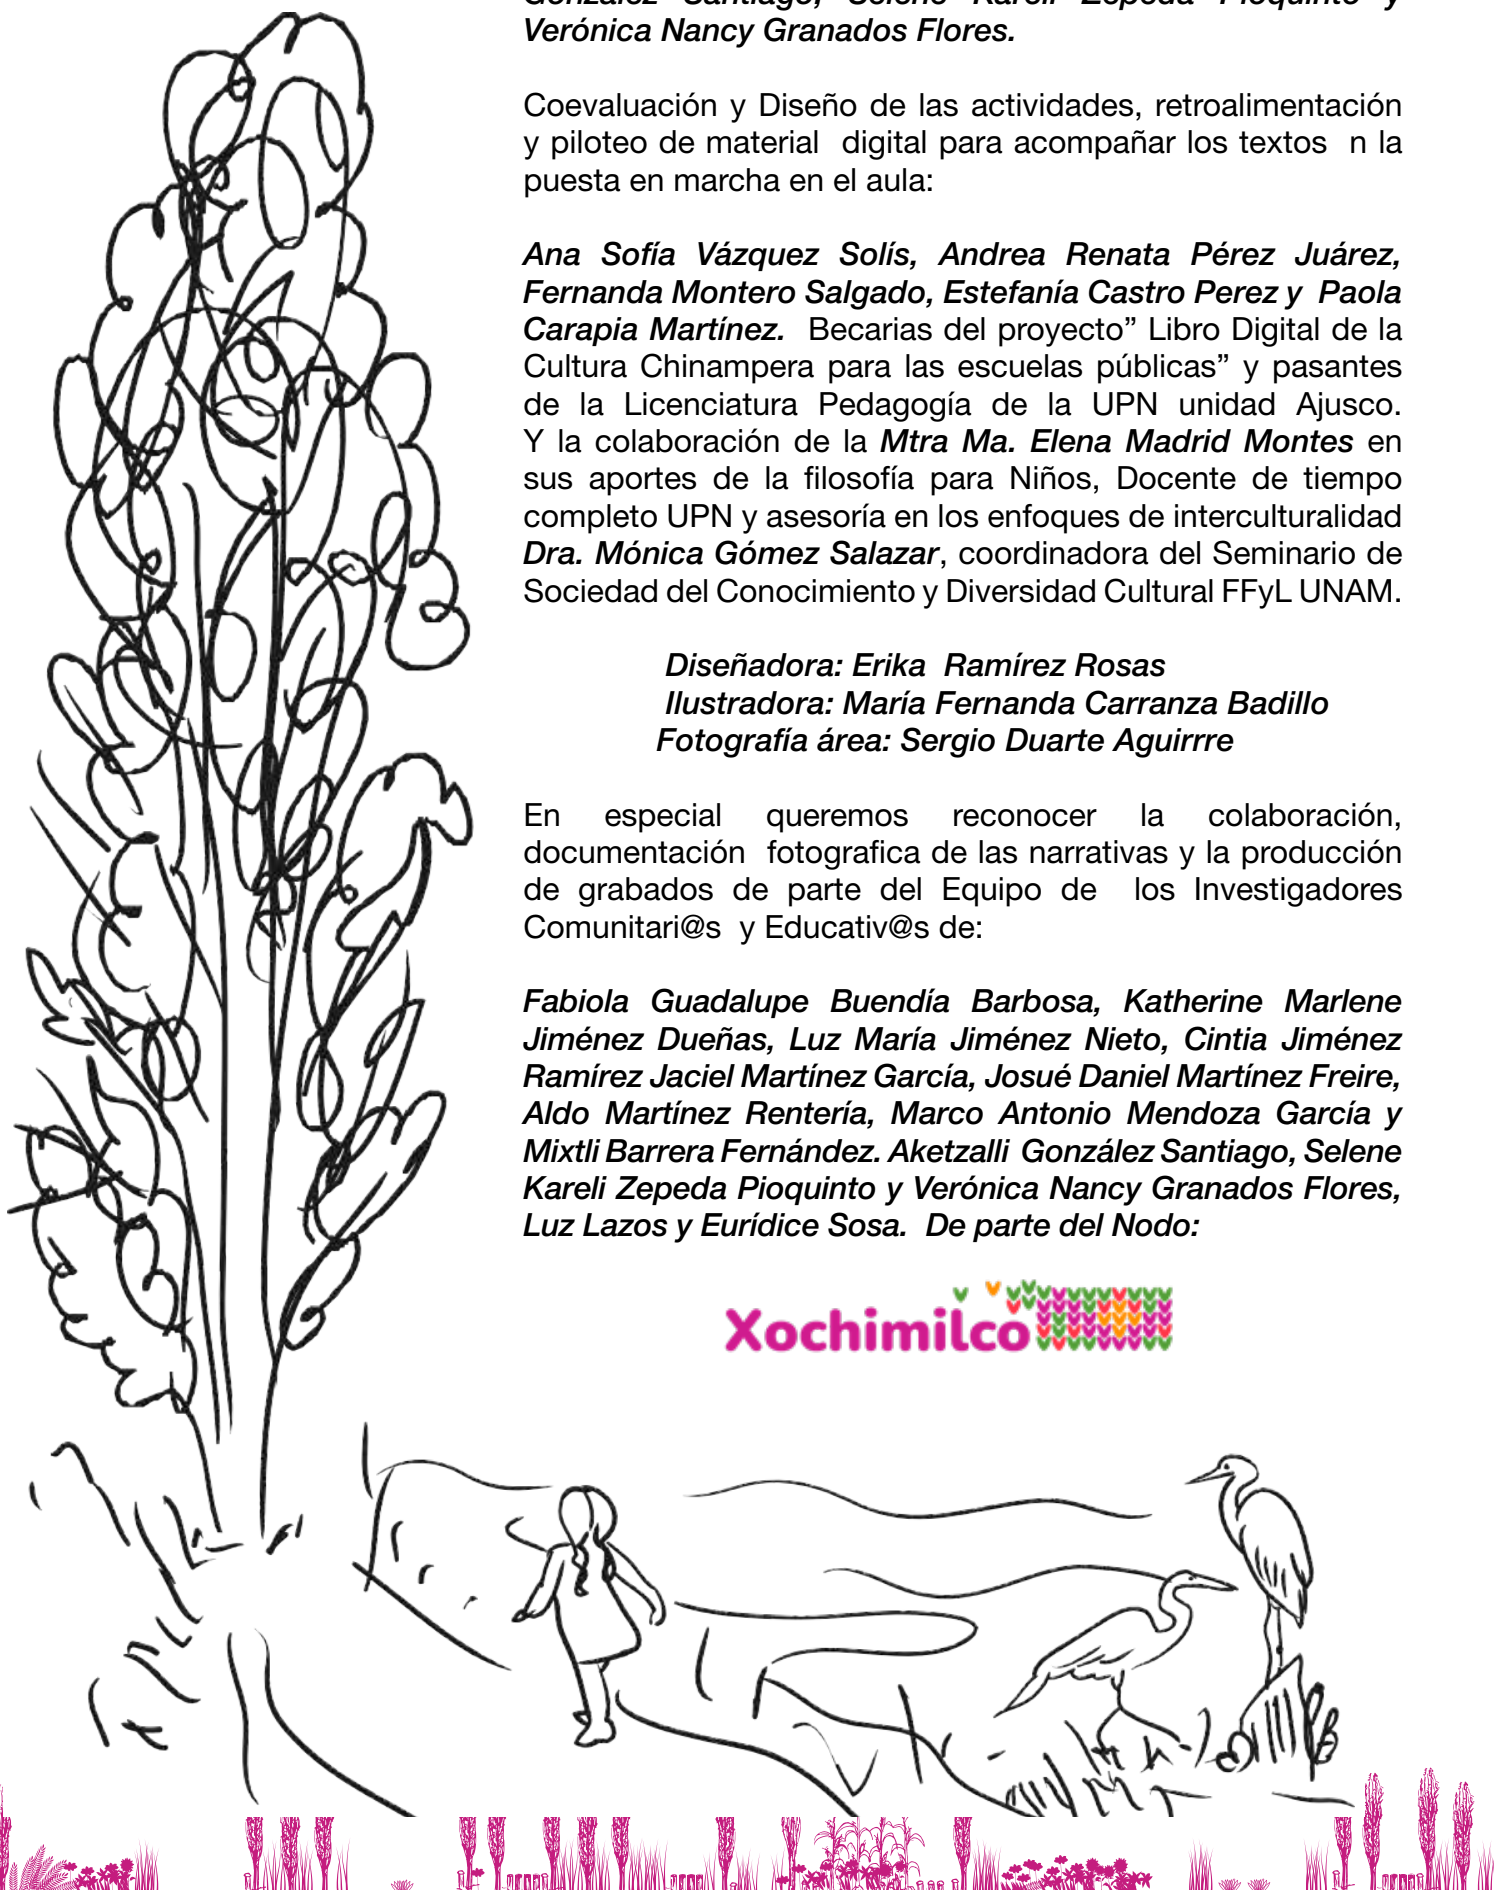 González Santiago, Selene Kareli Zepeda Pioquinto y
Verónica Nancy Granados Flores.
Coevaluación y Diseño de las actividades, retroalimentación
y piloteo de material digital para acompañar los textos n la
puesta en marcha en el aula:
Ana Sofía Vázquez Solís, Andrea Renata Pérez Juárez,
Fernanda Montero Salgado, Estefanía Castro Perez y Paola
Carapia Martínez. Becarias del proyecto” Libro Digital de la
Cultura Chinampera para las escuelas públicas” y pasantes
de la Licenciatura Pedagogía de la UPN unidad Ajusco.
Y la colaboración de la Mtra Ma. Elena Madrid Montes en
sus aportes de la filosofía para Niños, Docente de tiempo
completo UPN y asesoría en los enfoques de interculturalidad
Dra. Mónica Gómez Salazar, coordinadora del Seminario de
Sociedad del Conocimiento y Diversidad Cultural FFyL UNAM.
Diseñadora: Erika Ramírez Rosas
Ilustradora: María Fernanda Carranza Badillo
Fotografía área: Sergio Duarte Aguirrre
En especial queremos reconocer la colaboración,
documentación fotografica de las narrativas y la producción
de grabados de parte del Equipo de los Investigadores
Comunitari@s y Educativ@s de:
Fabiola Guadalupe Buendía Barbosa, Katherine Marlene
Jiménez Dueñas, Luz María Jiménez Nieto, Cintia Jiménez
Ramírez Jaciel Martínez García, Josué Daniel Martínez Freire,
Aldo Martínez Rentería, Marco Antonio Mendoza García y
Mixtli Barrera Fernández. Aketzalli González Santiago, Selene
Kareli Zepeda Pioquinto y Verónica Nancy Granados Flores,
Luz Lazos y Eurídice Sosa. De parte del Nodo:
Xochimilco